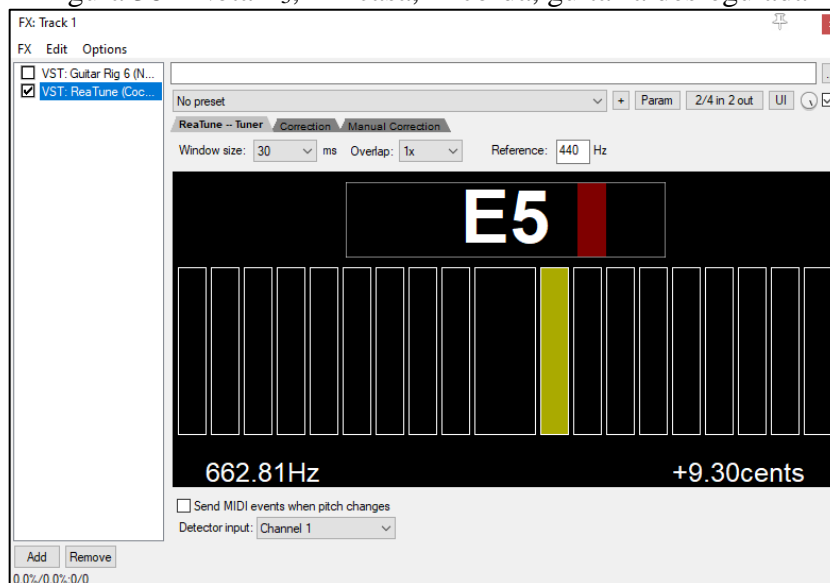 FX: Track 1
FX Edit Options
VST: Guitar Rig 6 (N...
VST: ReaTune (Coc...
No preset + Param 2/4 in 2 out UI
ReaTune -- Tuner Correction Manual Correction
Window size: 30 ms Overlap: 1x Reference: 440 Hz
E5
662.81Hz +9.30cents
Send MIDI events when pitch changes
Detector input: Channel 1
Add Remove
0.0%/0.0%:0/0